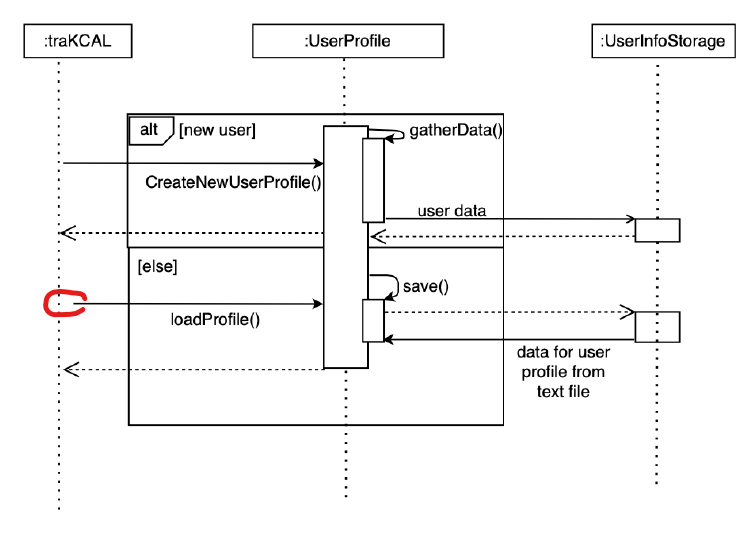 :traKCAL
:UserProfile
:UserInfoStorage
alt
[new user]
gatherData()
CreateNewUserProfile()
user data
[else]
save()
loadProfile()
data for user
profile from
text file